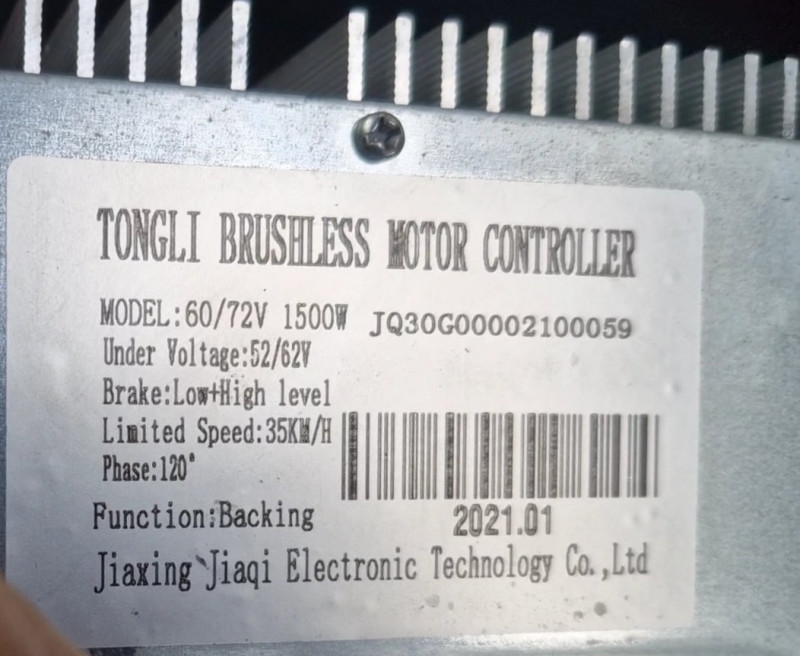 TONGLI BRUSHLESS MOTOR CONTROLLER
MODEL:60/72V 1500W JQ30G00002100059
Under Voltage:52/62V
Brake:Low+High level
Limited Speed:35KM/H
Phase:120°
Function:Backing
2021.01
Jiaxing Jiaqi Electronic Technology Co.,Ltd